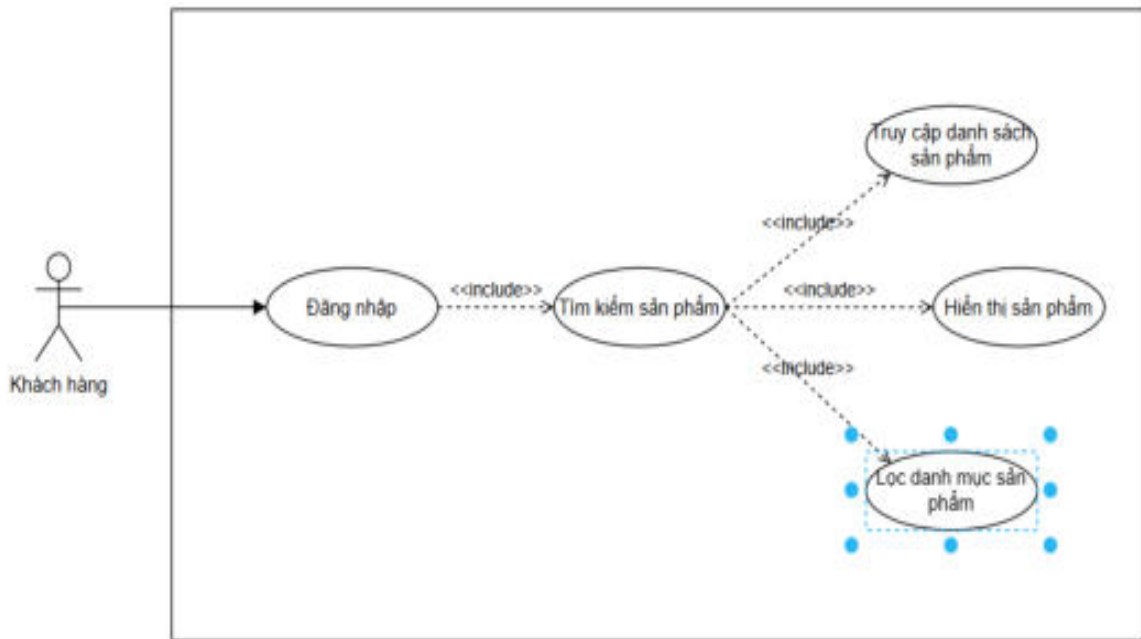 Truy cập danh sách
sản phẩm
<<include>>
Khách hàng
Đăng nhập
<<include>>
Tìm kiếm sản phẩm
<<include>>
Hiển thị sản phẩm
<<Include>>
Lọc danh mục sản
phẩm